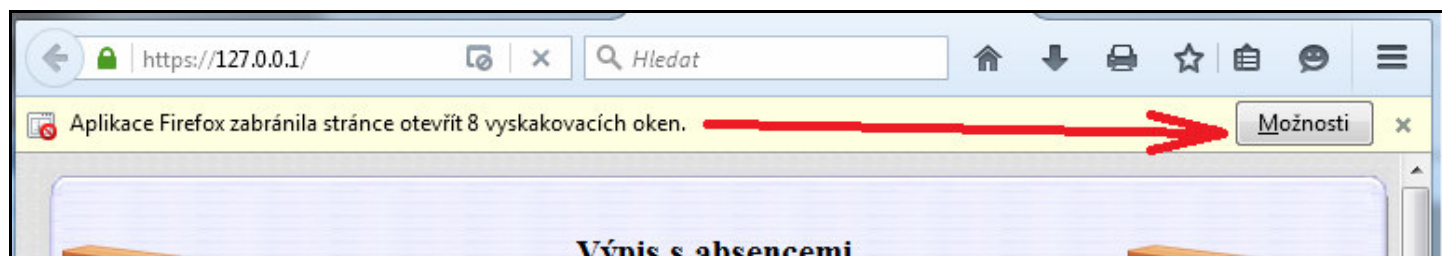 https://127.0.0.1/
Hledat
Aplikace Firefox zabránila stránce otevřít 8 vyskakovacích oken.
Možnosti
Výpis s absencemi